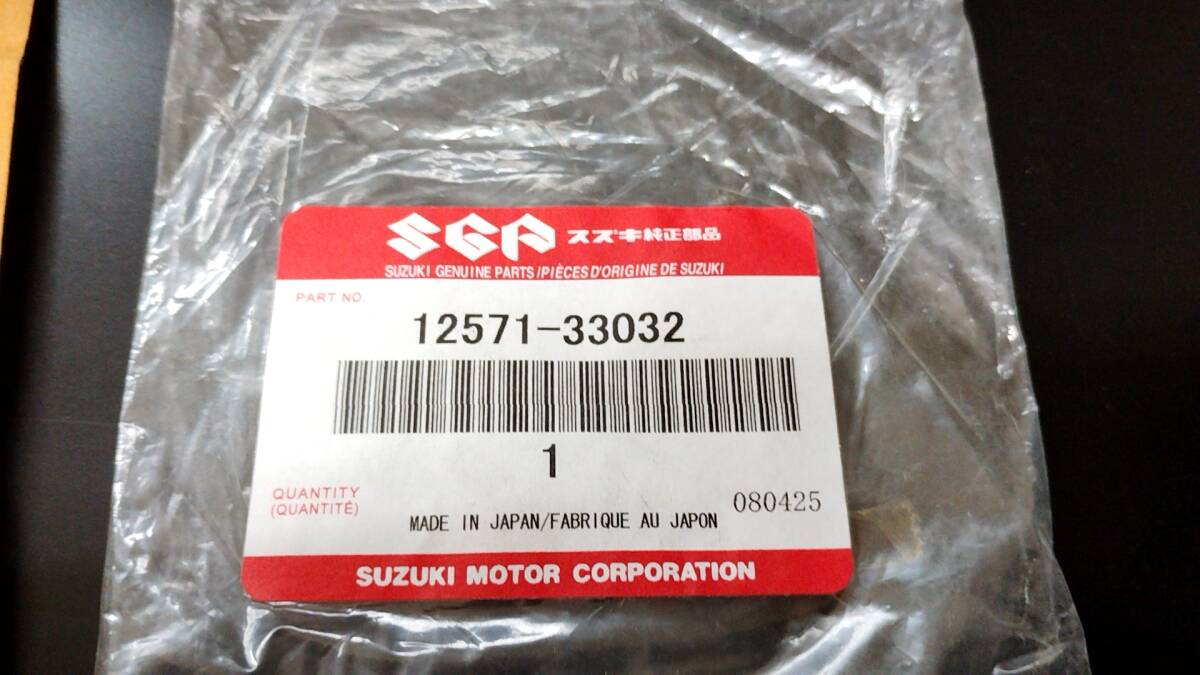 SGP スズキ純正部品
SUZUKI GENUINE PARTS/PIÈCES D'ORIGINE DE SUZUKI
PART NO.
12571-33032
1
QUANTITY
(QUANTITÉ)
MADE IN JAPAN/FABRIQUE AU JAPON
080425
SUZUKI MOTOR CORPORATION